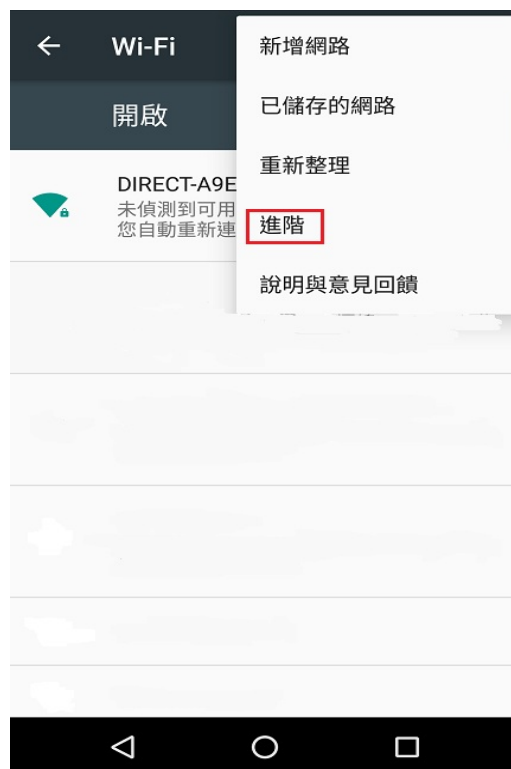 Wi-Fi
新增網路
開啟
已儲存的網路
重新整理
DIRECT-A9E
未偵測到可用
您自動重新連
進階
說明與意見回饋